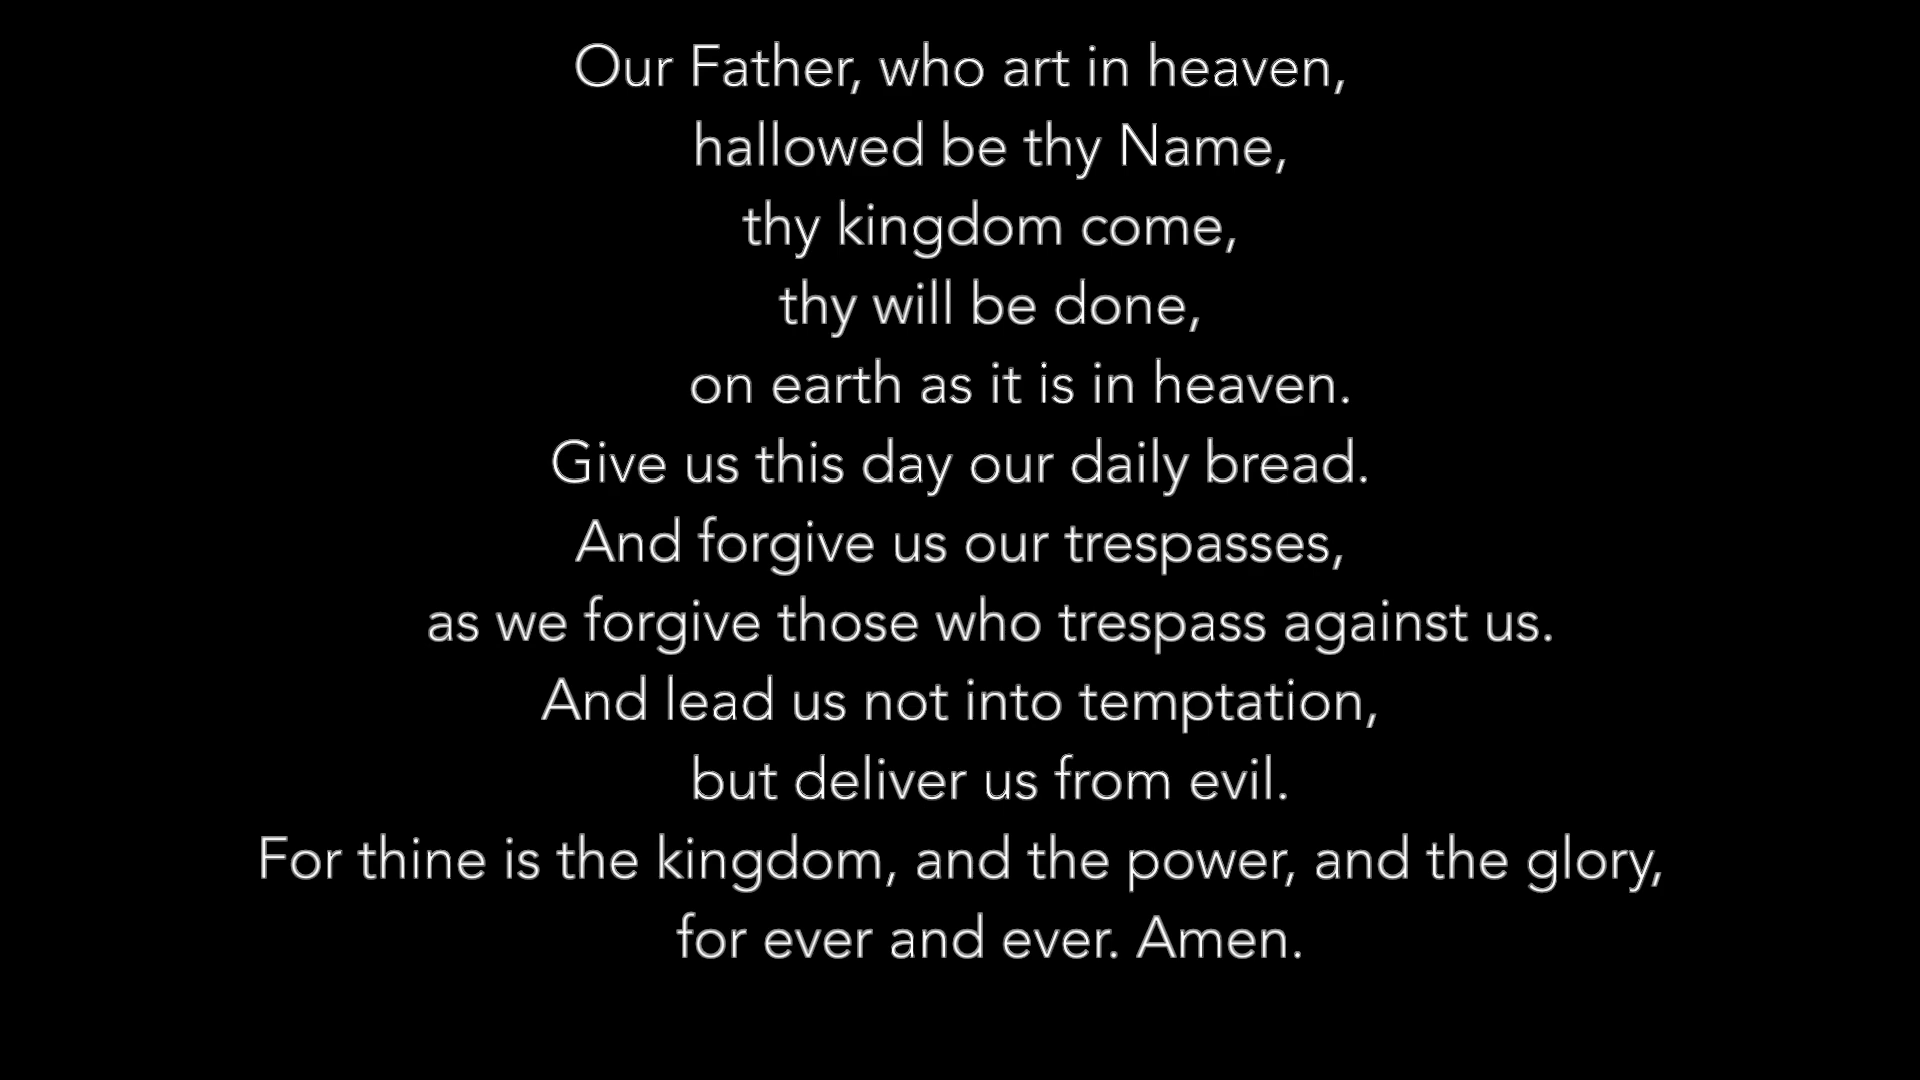 Our Father, who art in heaven,
hallowed be thy Name,
thy kingdom come,
thy will be done,
on earth as it is in heaven.
Give us this day our daily bread.
And forgive us our trespasses,
as we forgive those who trespass against us.
And lead us not into temptation,
but deliver us from evil.
For thine is the kingdom, and the power, and the glory,
for ever and ever. Amen.